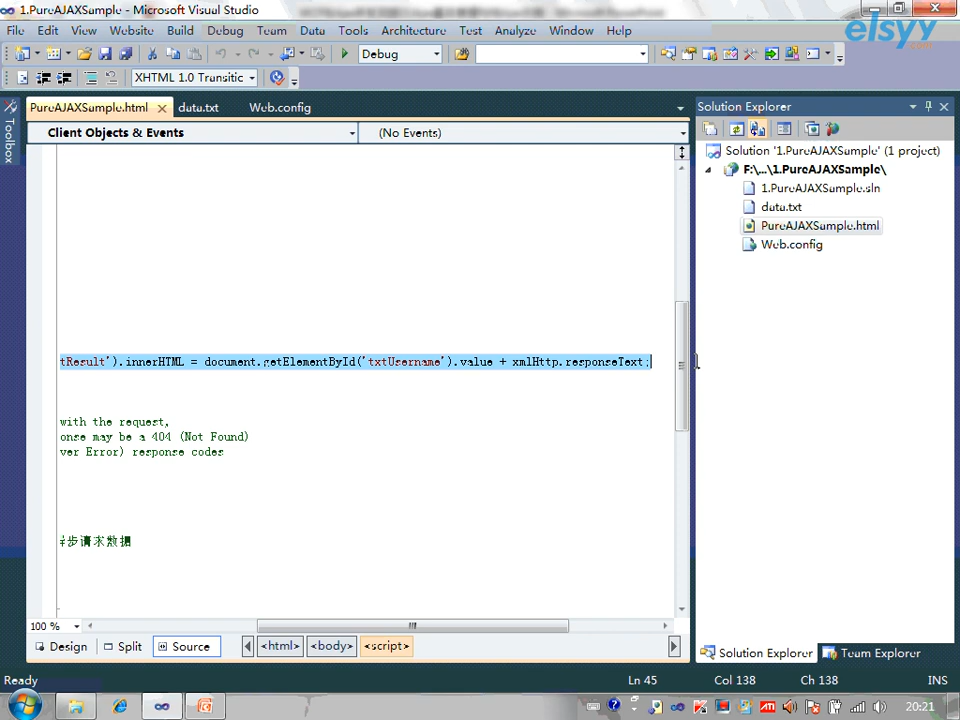 1.PureAJAXSample - Microsoft Visual Studio
elsyy
.com
File Edit View Website Build Debug Team Data Tools Architecture Test Analyze Window Help
Debug
XHTML 1.0 Transitic
PureAJAXSample.html data.txt Web.config
Client Objects & Events (No Events)
Toolbox
tResult').innerHTML = document.getElementById('txtUsername').value + xmlHttp.responseText;
with the request,
onse may be a 404 (Not Found)
ver Error) response codes
步请求数据
100 %
Design Split Source <html> <body> <script>
Solution Explorer
Solution '1.PureAJAXSample' (1 project)
F:\...\1.PureAJAXSample\
1.PureAJAXSample.sln
data.txt
PureAJAXSample.html
Web.config
Solution Explorer Team Explorer
Ready Ln 45 Col 138 Ch 138 INS
20:21